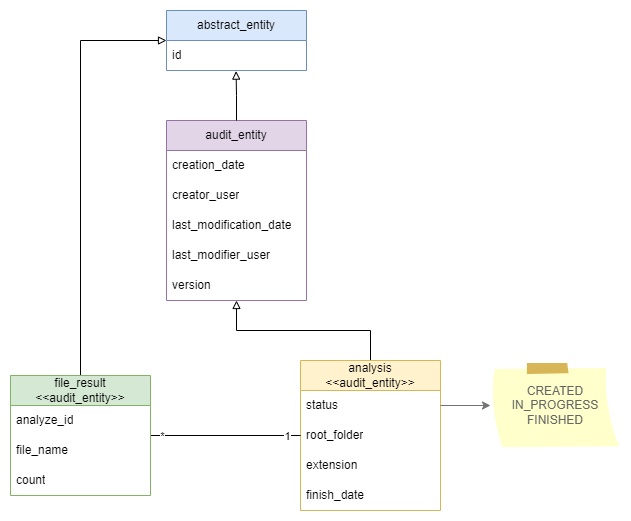 abstract_entity
id
audit_entity
creation_date
creator_user
last_modification_date
last_modifier_user
version
file_result
<<audit_entity>>
analyze_id
file_name
count
*
1
analysis
<<audit_entity>>
status
root_folder
extension
finish_date
CREATED
IN_PROGRESS
FINISHED